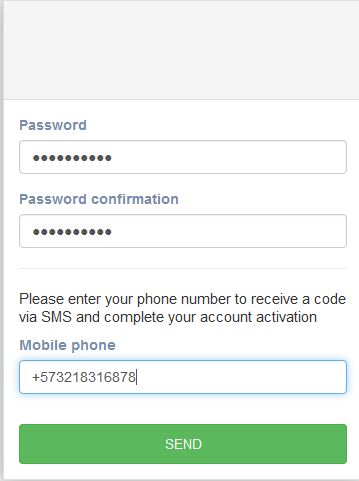 Password
●●●●●●●●●●
Password confirmation
●●●●●●●●●●
Please enter your phone number to receive a code
via SMS and complete your account activation
Mobile phone
+573218316878
SEND